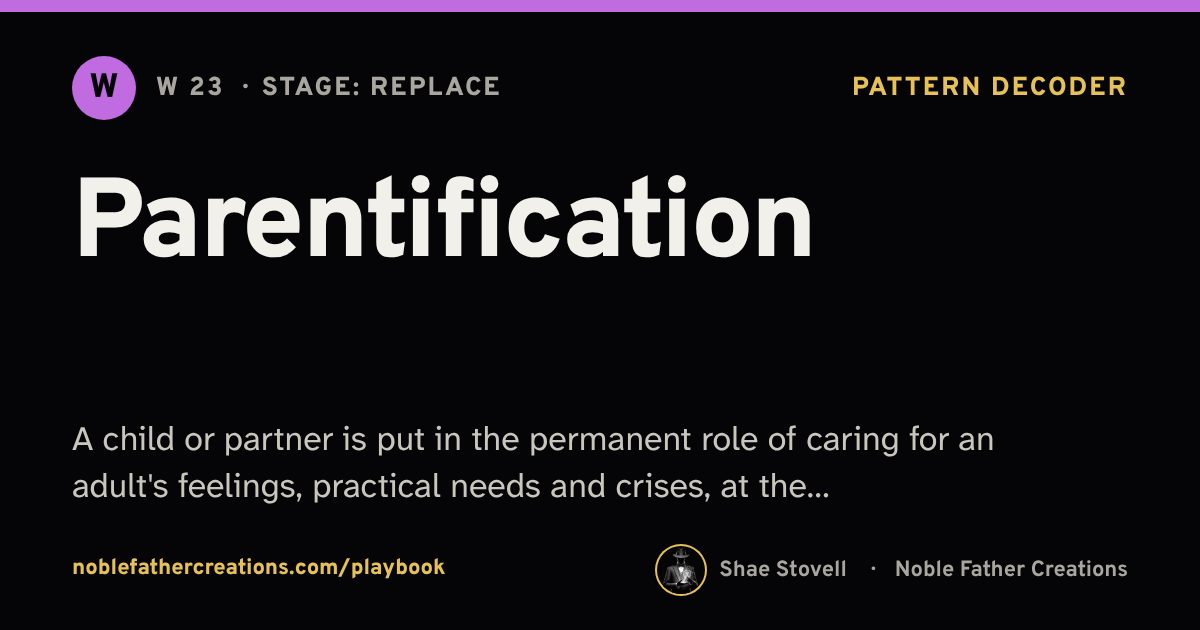 W
W 23 · STAGE: REPLACE
PATTERN DECODER
Parentification
A child or partner is put in the permanent role of caring for an
adult's feelings, practical needs and crises, at the...
noblefathercreations.com/playbook
Shae Stovell · Noble Father Creations